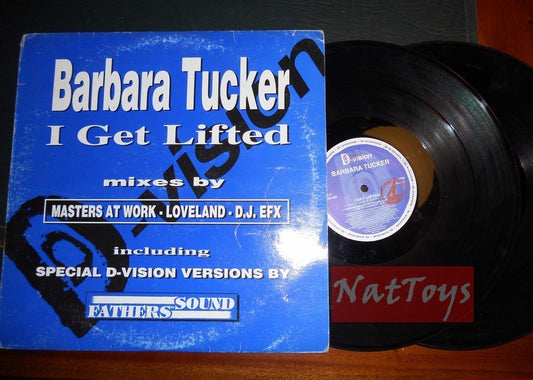 Barbara Tucker
I Get Lifted
D-vision
mixes by
MASTERS AT WORK · LOVELAND · D.J. EFX
including
SPECIAL D-VISION VERSIONS BY
FATHERS SOUND
D-vision
BARBARA TUCKER
I GET LIFTED
NatToys